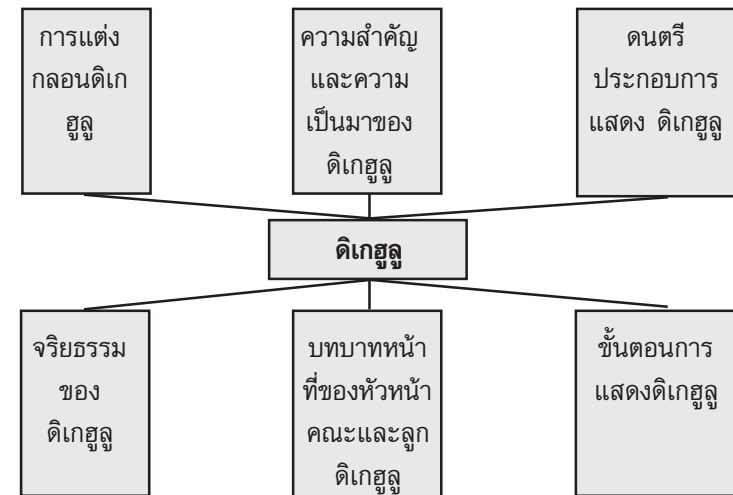 การแต่ง
กลอนดิเก
ฮูลู
ความสำคัญ
และความ
เป็นมาของ
ดิเกฮูลู
ดนตรี
ประกอบการ
แสดง ดิเกฮูลู
ดิเกฮูลู
จริยธรรม
ของ
ดิเกฮูลู
บทบาทหน้า
ที่ของหัวหน้า
คณะและลูก
ดิเกฮูลู
ขั้นตอนการ
แสดงดิเกฮูลู